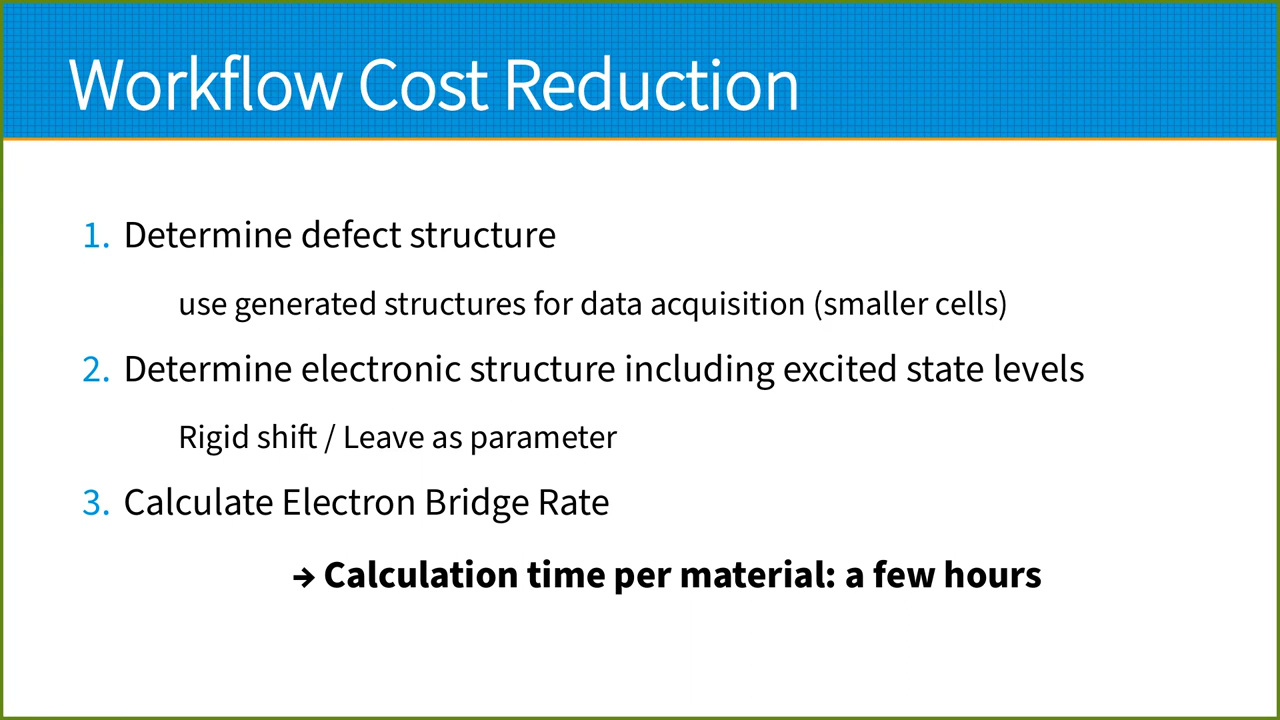 Workflow Cost Reduction
1. Determine defect structure
use generated structures for data acquisition (smaller cells)
2. Determine electronic structure including excited state levels
Rigid shift / Leave as parameter
3. Calculate Electron Bridge Rate
→ Calculation time per material: a few hours